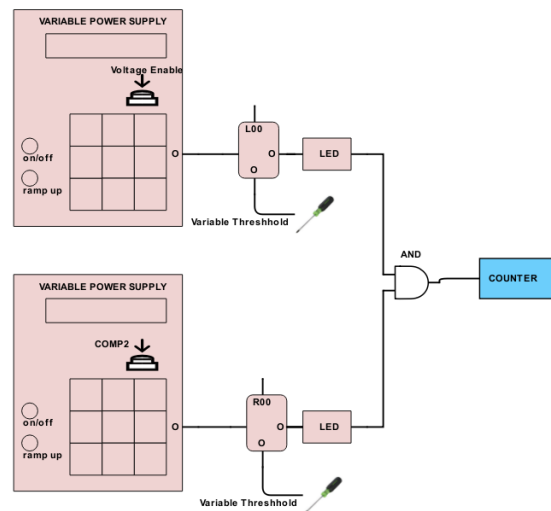 VARIABLE POWER SUPPLY
Voltage Enable
on/off
ramp up
O
L00
O
O
LED
Variable Threshhold
AND
COUNTER
VARIABLE POWER SUPPLY
COMP2
on/off
ramp up
O
R00
O
O
LED
Variable Threshhold